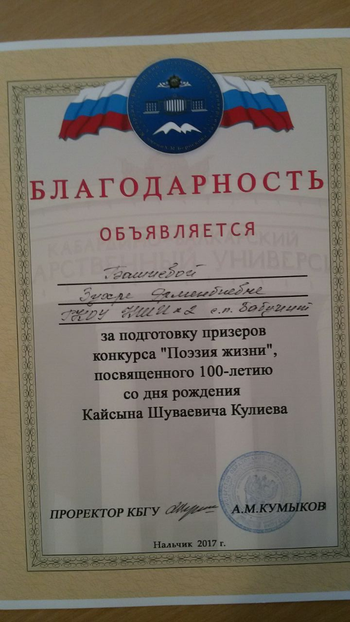 БЛАГОДАРНОСТЬ
ОБЪЯВЛЯЕТСЯ
за подготовку призеров
конкурса "Поэзия жизни",
посвященного 100-летию
со дня рождения
Кайсына Шуваевича Кулиева
ПРОРЕКТОР КБГУ А.М.КУМЫКОВ
Нальчик 2017 г.